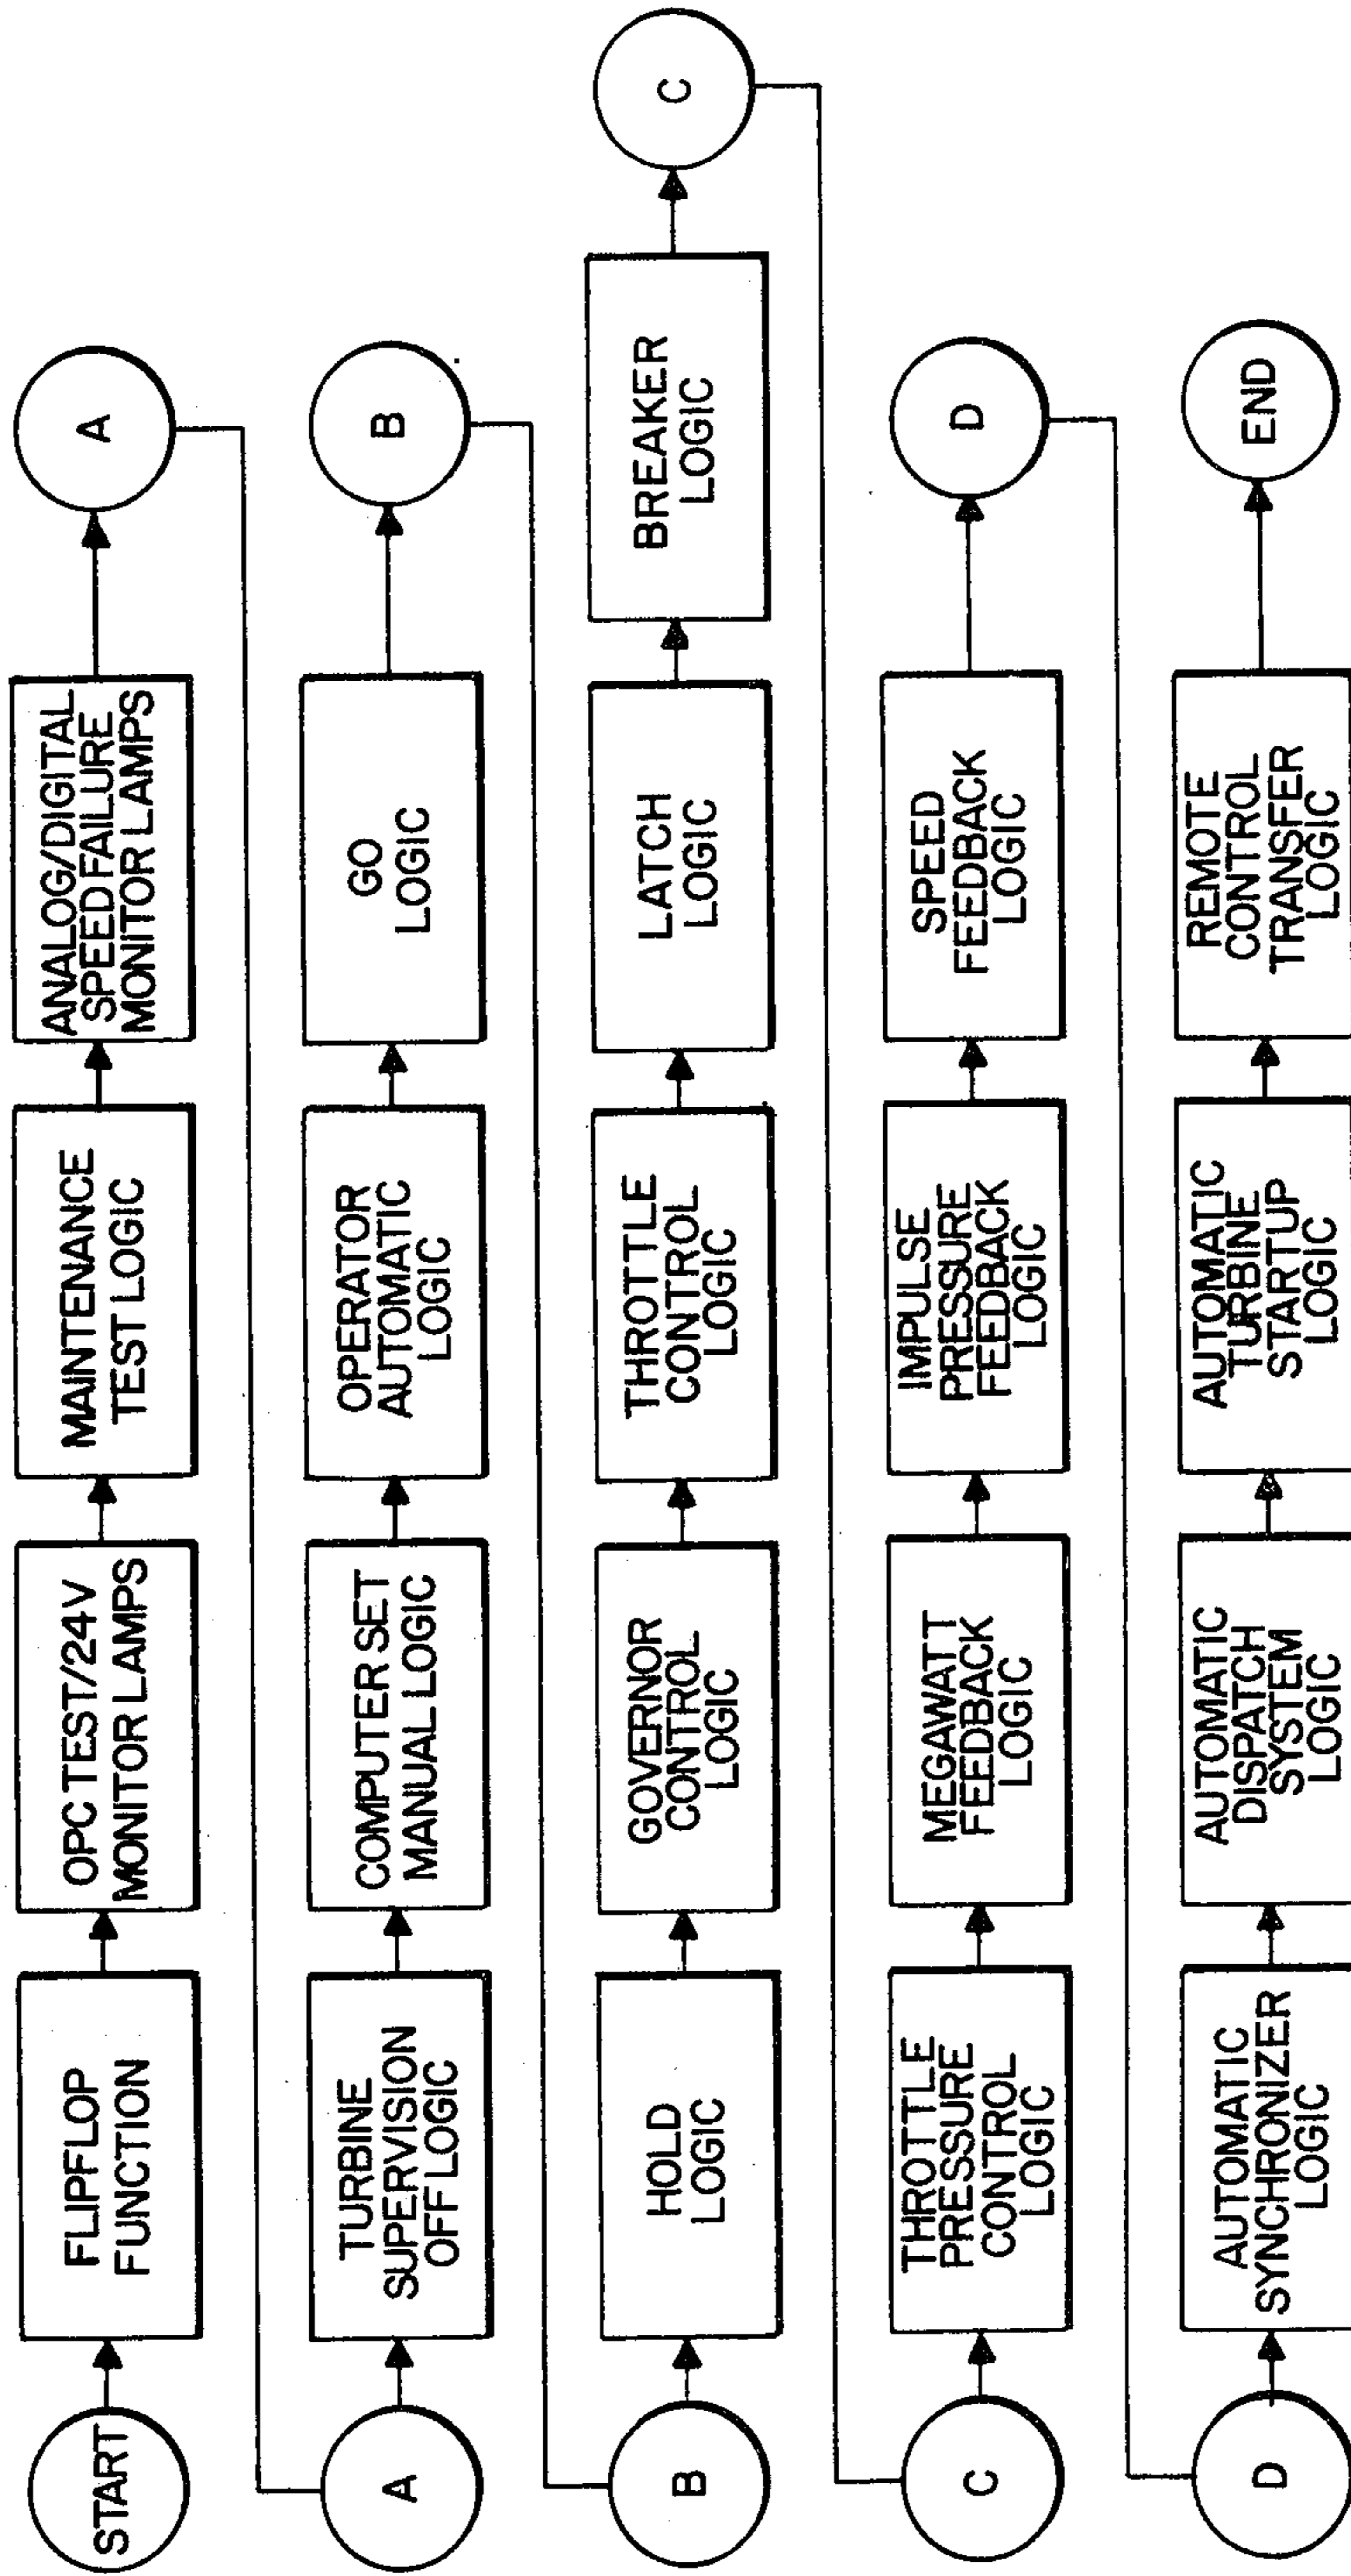 START
FLIPFLOP
FUNCTION
OPC TEST/24V
MONITOR LAMPS
MAINTENANCE
TEST LOGIC
ANALOG/DIGITAL
SPEED FAILURE
MONITOR LAMPS
A
A
TURBINE
SUPERVISION
OFF LOGIC
COMPUTER SET
MANUAL LOGIC
OPERATOR
AUTOMATIC
LOGIC
GO
LOGIC
B
B
HOLD
LOGIC
GOVERNOR
CONTROL
LOGIC
THROTTLE
CONTROL
LOGIC
LATCH
LOGIC
BREAKER
LOGIC
C
C
THROTTLE
PRESSURE
CONTROL
LOGIC
MEGAWATT
FEEDBACK
LOGIC
IMPULSE
PRESSURE
FEEDBACK
LOGIC
SPEED
FEEDBACK
LOGIC
D
D
AUTOMATIC
SYNCHRONIZER
LOGIC
AUTOMATIC
DISPATCH
SYSTEM
LOGIC
AUTOMATIC
TURBINE
STARTUP
LOGIC
REMOTE
CONTROL
TRANSFER
LOGIC
END